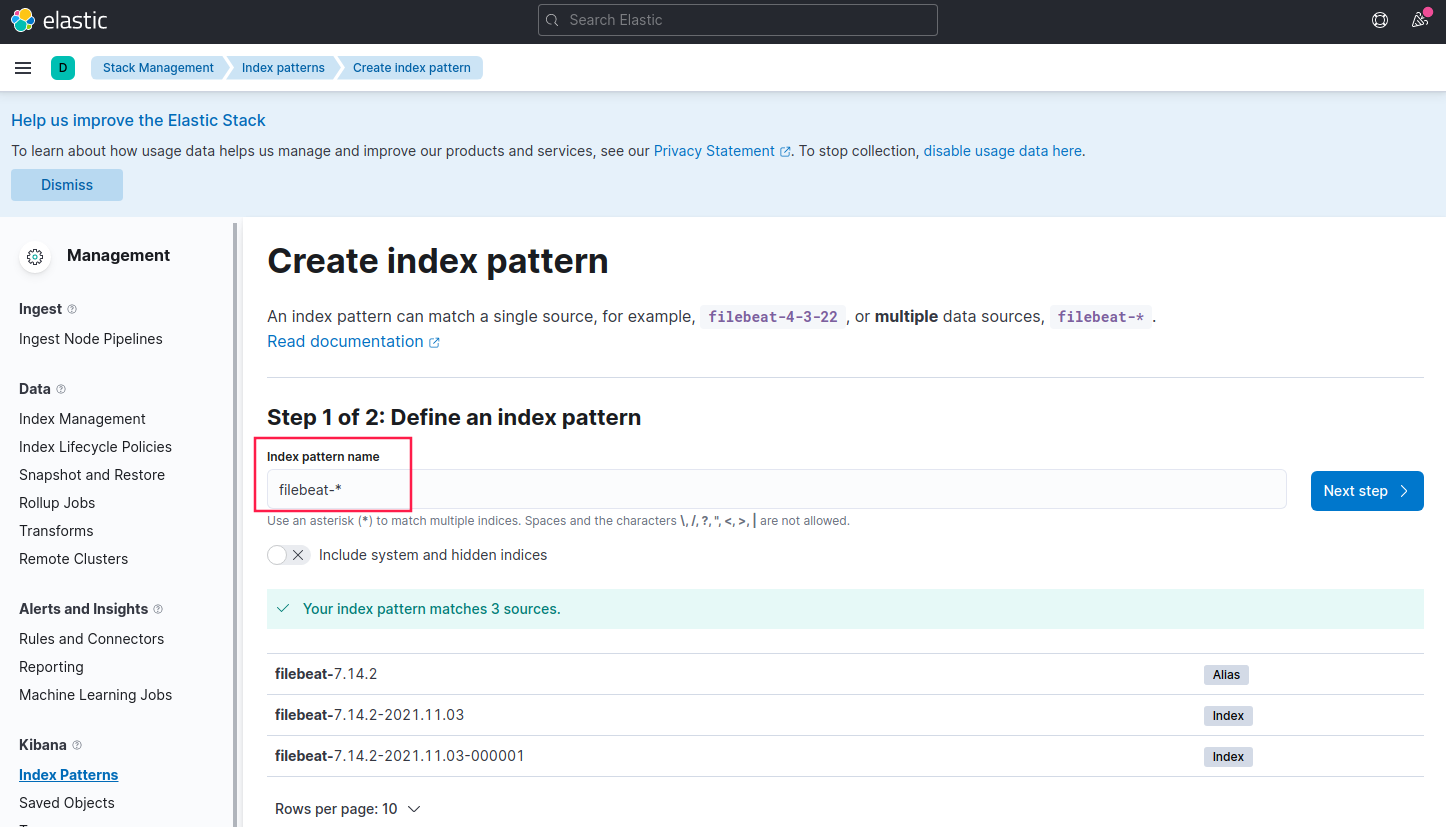 elastic
Search Elastic
D
Stack Management
Index patterns
Create index pattern
Help us improve the Elastic Stack
To learn about how usage data helps us manage and improve our products and services, see our Privacy Statement. To stop collection, disable usage data here.
Dismiss
Management
Ingest
Ingest Node Pipelines
Data
Index Management
Index Lifecycle Policies
Snapshot and Restore
Rollup Jobs
Transforms
Remote Clusters
Alerts and Insights
Rules and Connectors
Reporting
Machine Learning Jobs
Kibana
Index Patterns
Saved Objects
Create index pattern
An index pattern can match a single source, for example, filebeat-4-3-22 , or multiple data sources, filebeat-* .
Read documentation
Step 1 of 2: Define an index pattern
Index pattern name
filebeat-*
Next step
Use an asterisk (*) to match multiple indices. Spaces and the characters \, /, ?, ", <, >, | are not allowed.
Include system and hidden indices
Your index pattern matches 3 sources.
filebeat-7.14.2 Alias
filebeat-7.14.2-2021.11.03 Index
filebeat-7.14.2-2021.11.03-000001 Index
Rows per page: 10